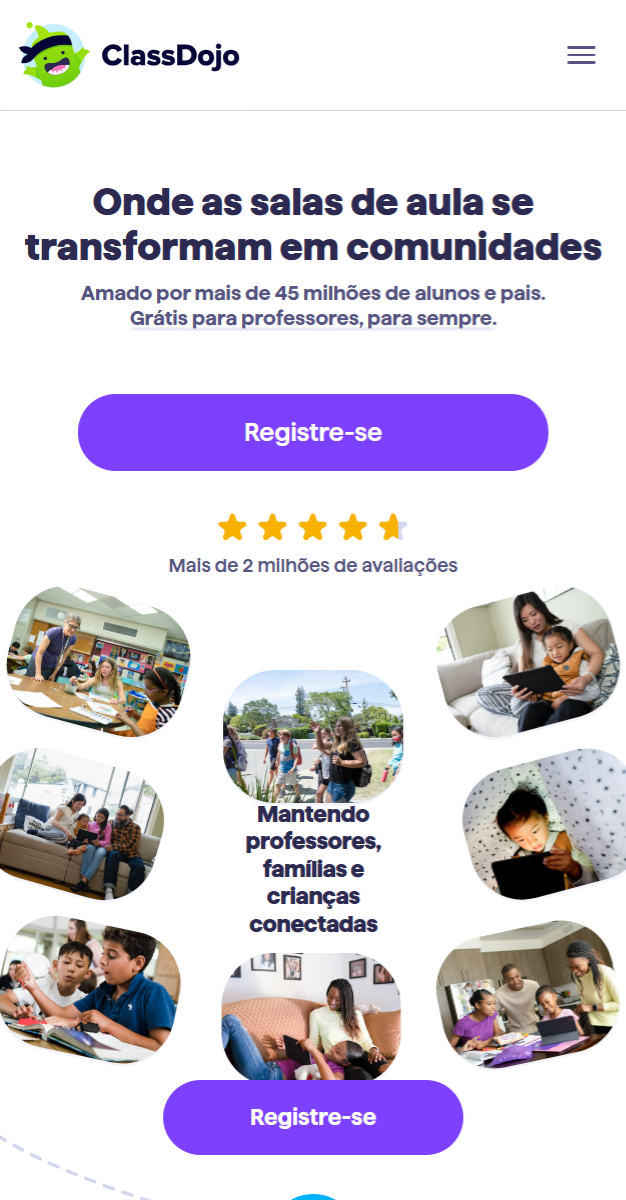 ClassDojo
Onde as salas de aula se
transformam em comunidades
Amado por mais de 45 milhões de alunos e pais.
Grátis para professores, para sempre.
Registre-se
Mais de 2 milhões de avaliações
Mantendo
professores,
famílias e
crianças
conectadas
Registre-se